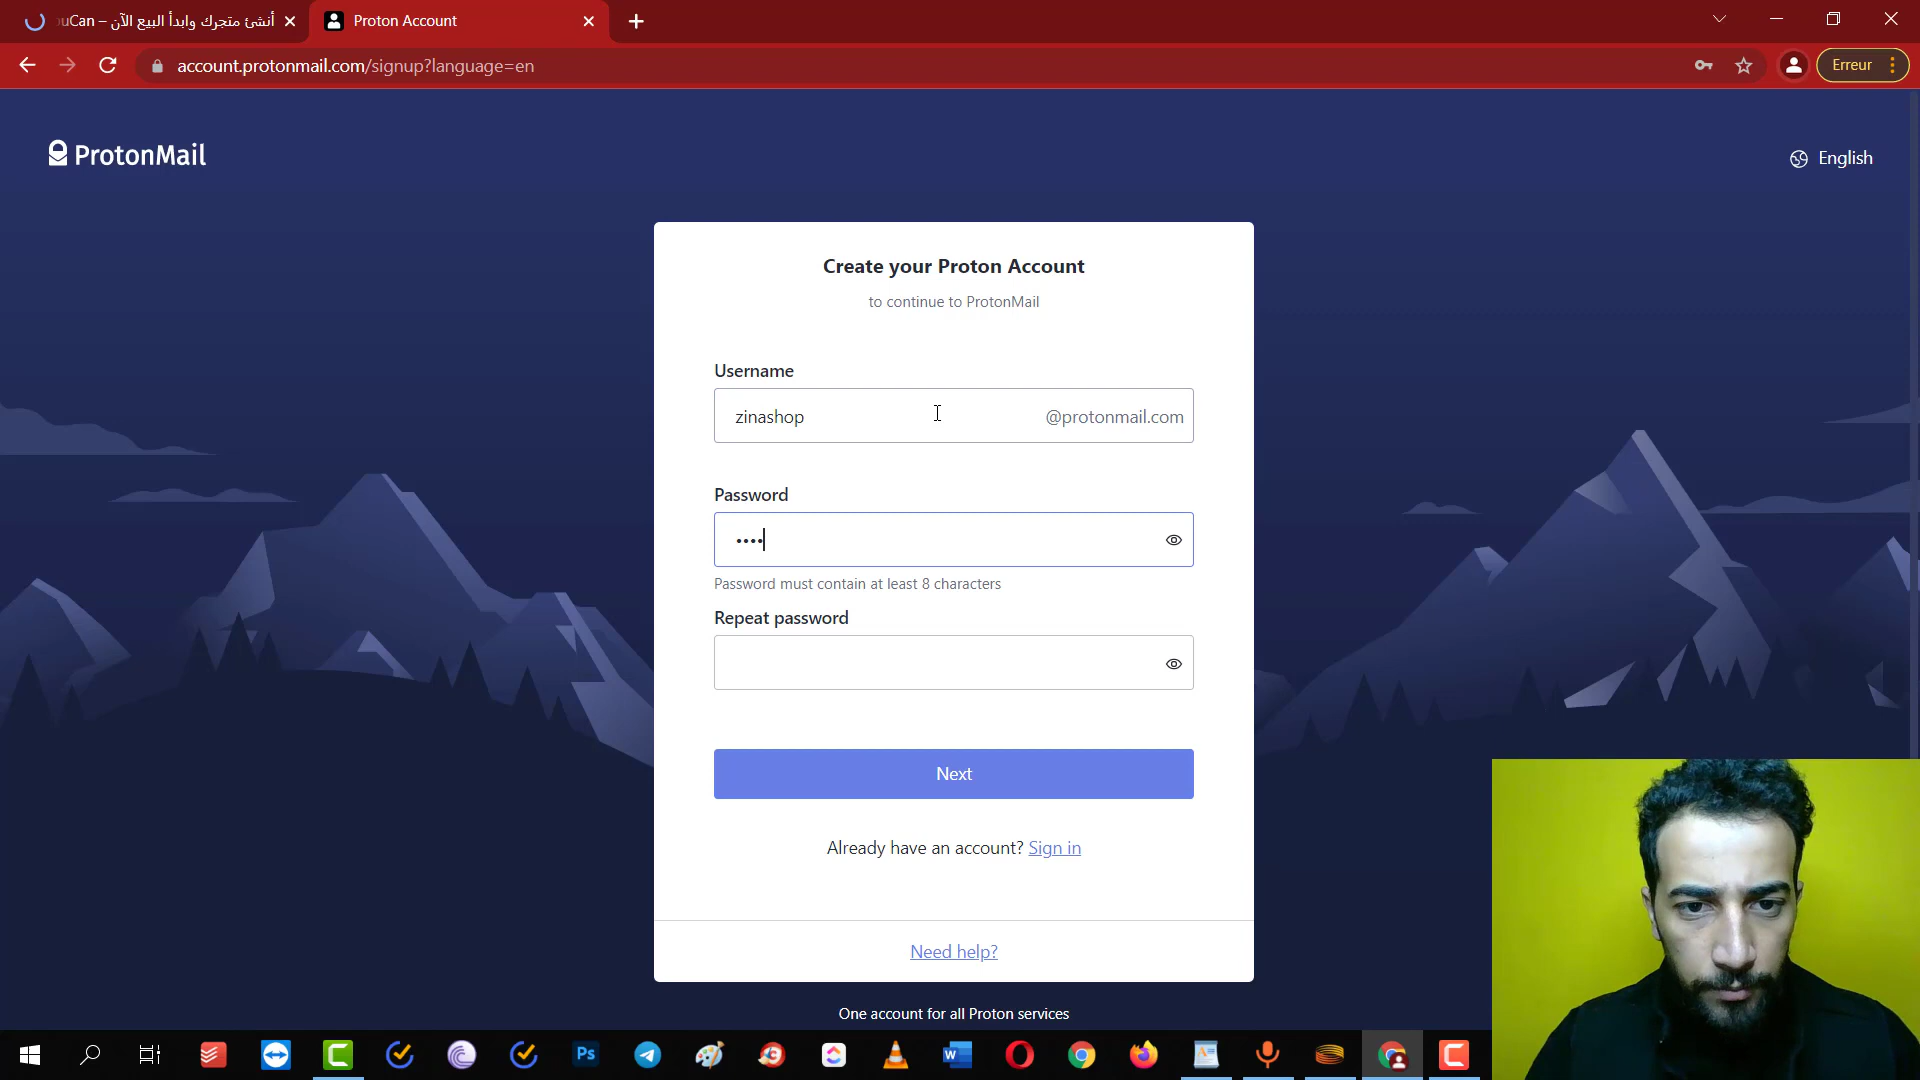 uCan – أنشئ متجرك وابدأ البيع الآن
Proton Account
account.protonmail.com/signup?language=en
Erreur
ProtonMail
English
Create your Proton Account
to continue to ProtonMail
Username
zinashop
@protonmail.com
Password
••••
Password must contain at least 8 characters
Repeat password
Next
Already have an account? Sign in
Need help?
One account for all Proton services
Ps